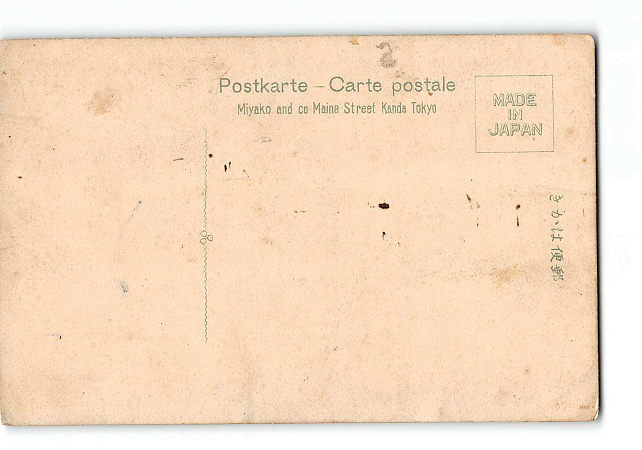 Postkarte – Carte postale
Miyako and co Maine Street Kanda Tokyo
MADE
IN
JAPAN
きかは便郵